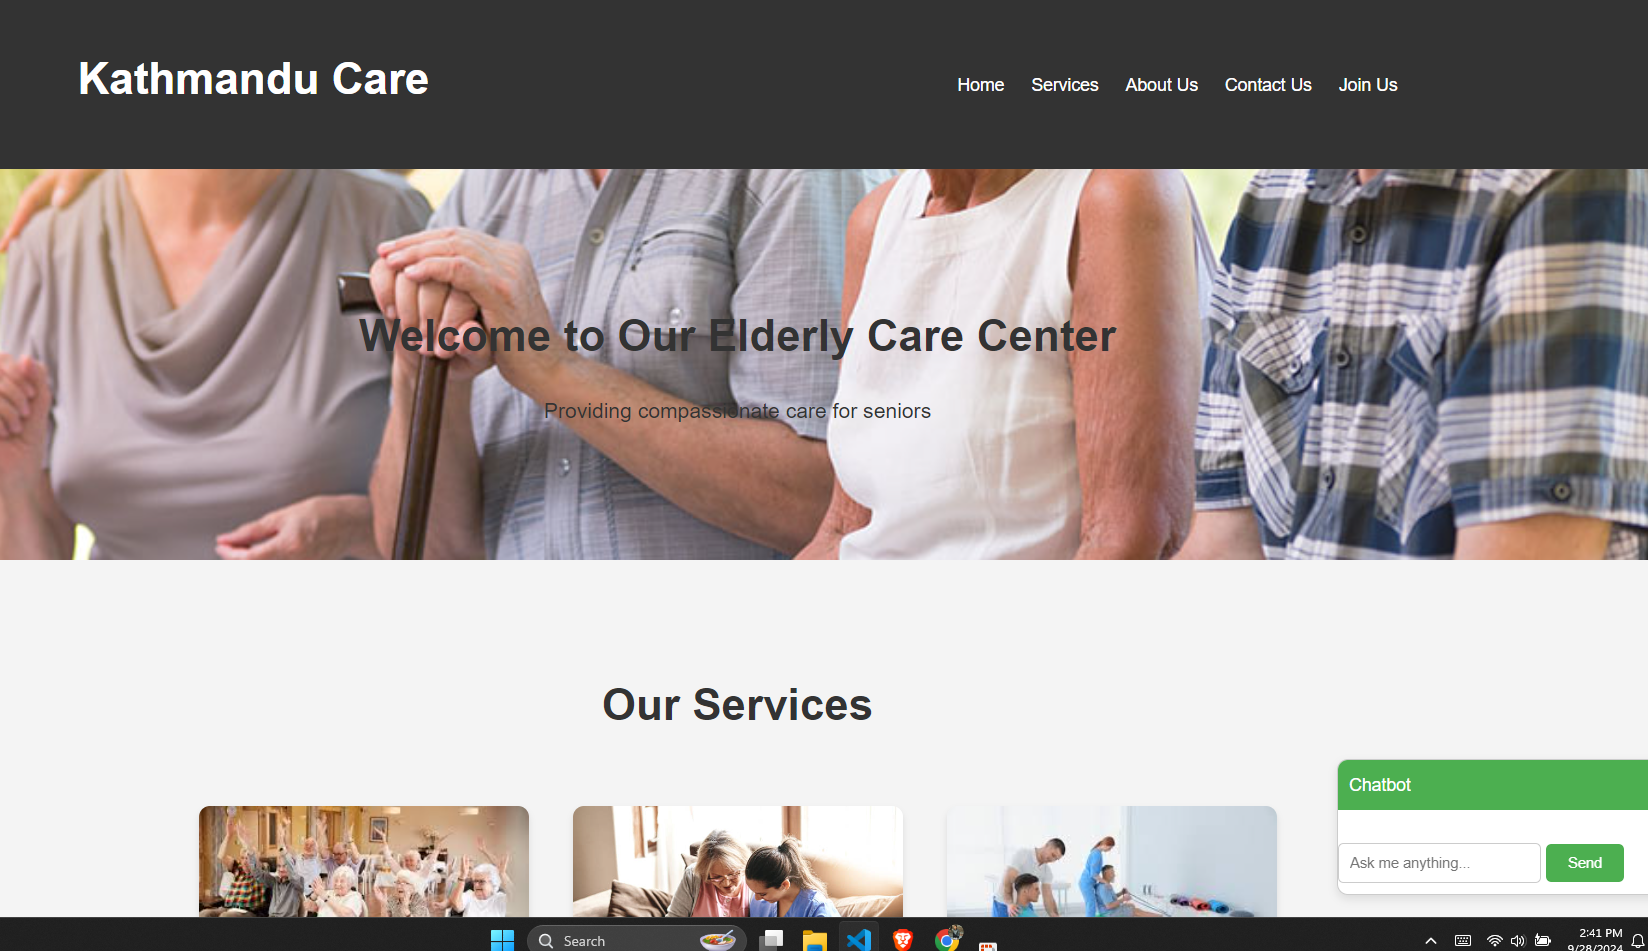 Kathmandu Care
Home Services About Us Contact Us Join Us
Welcome to Our Elderly Care Center
Providing compassionate care for seniors
Our Services
Chatbot
Ask me anything...
Send
Search
2:41 PM
9/28/2024